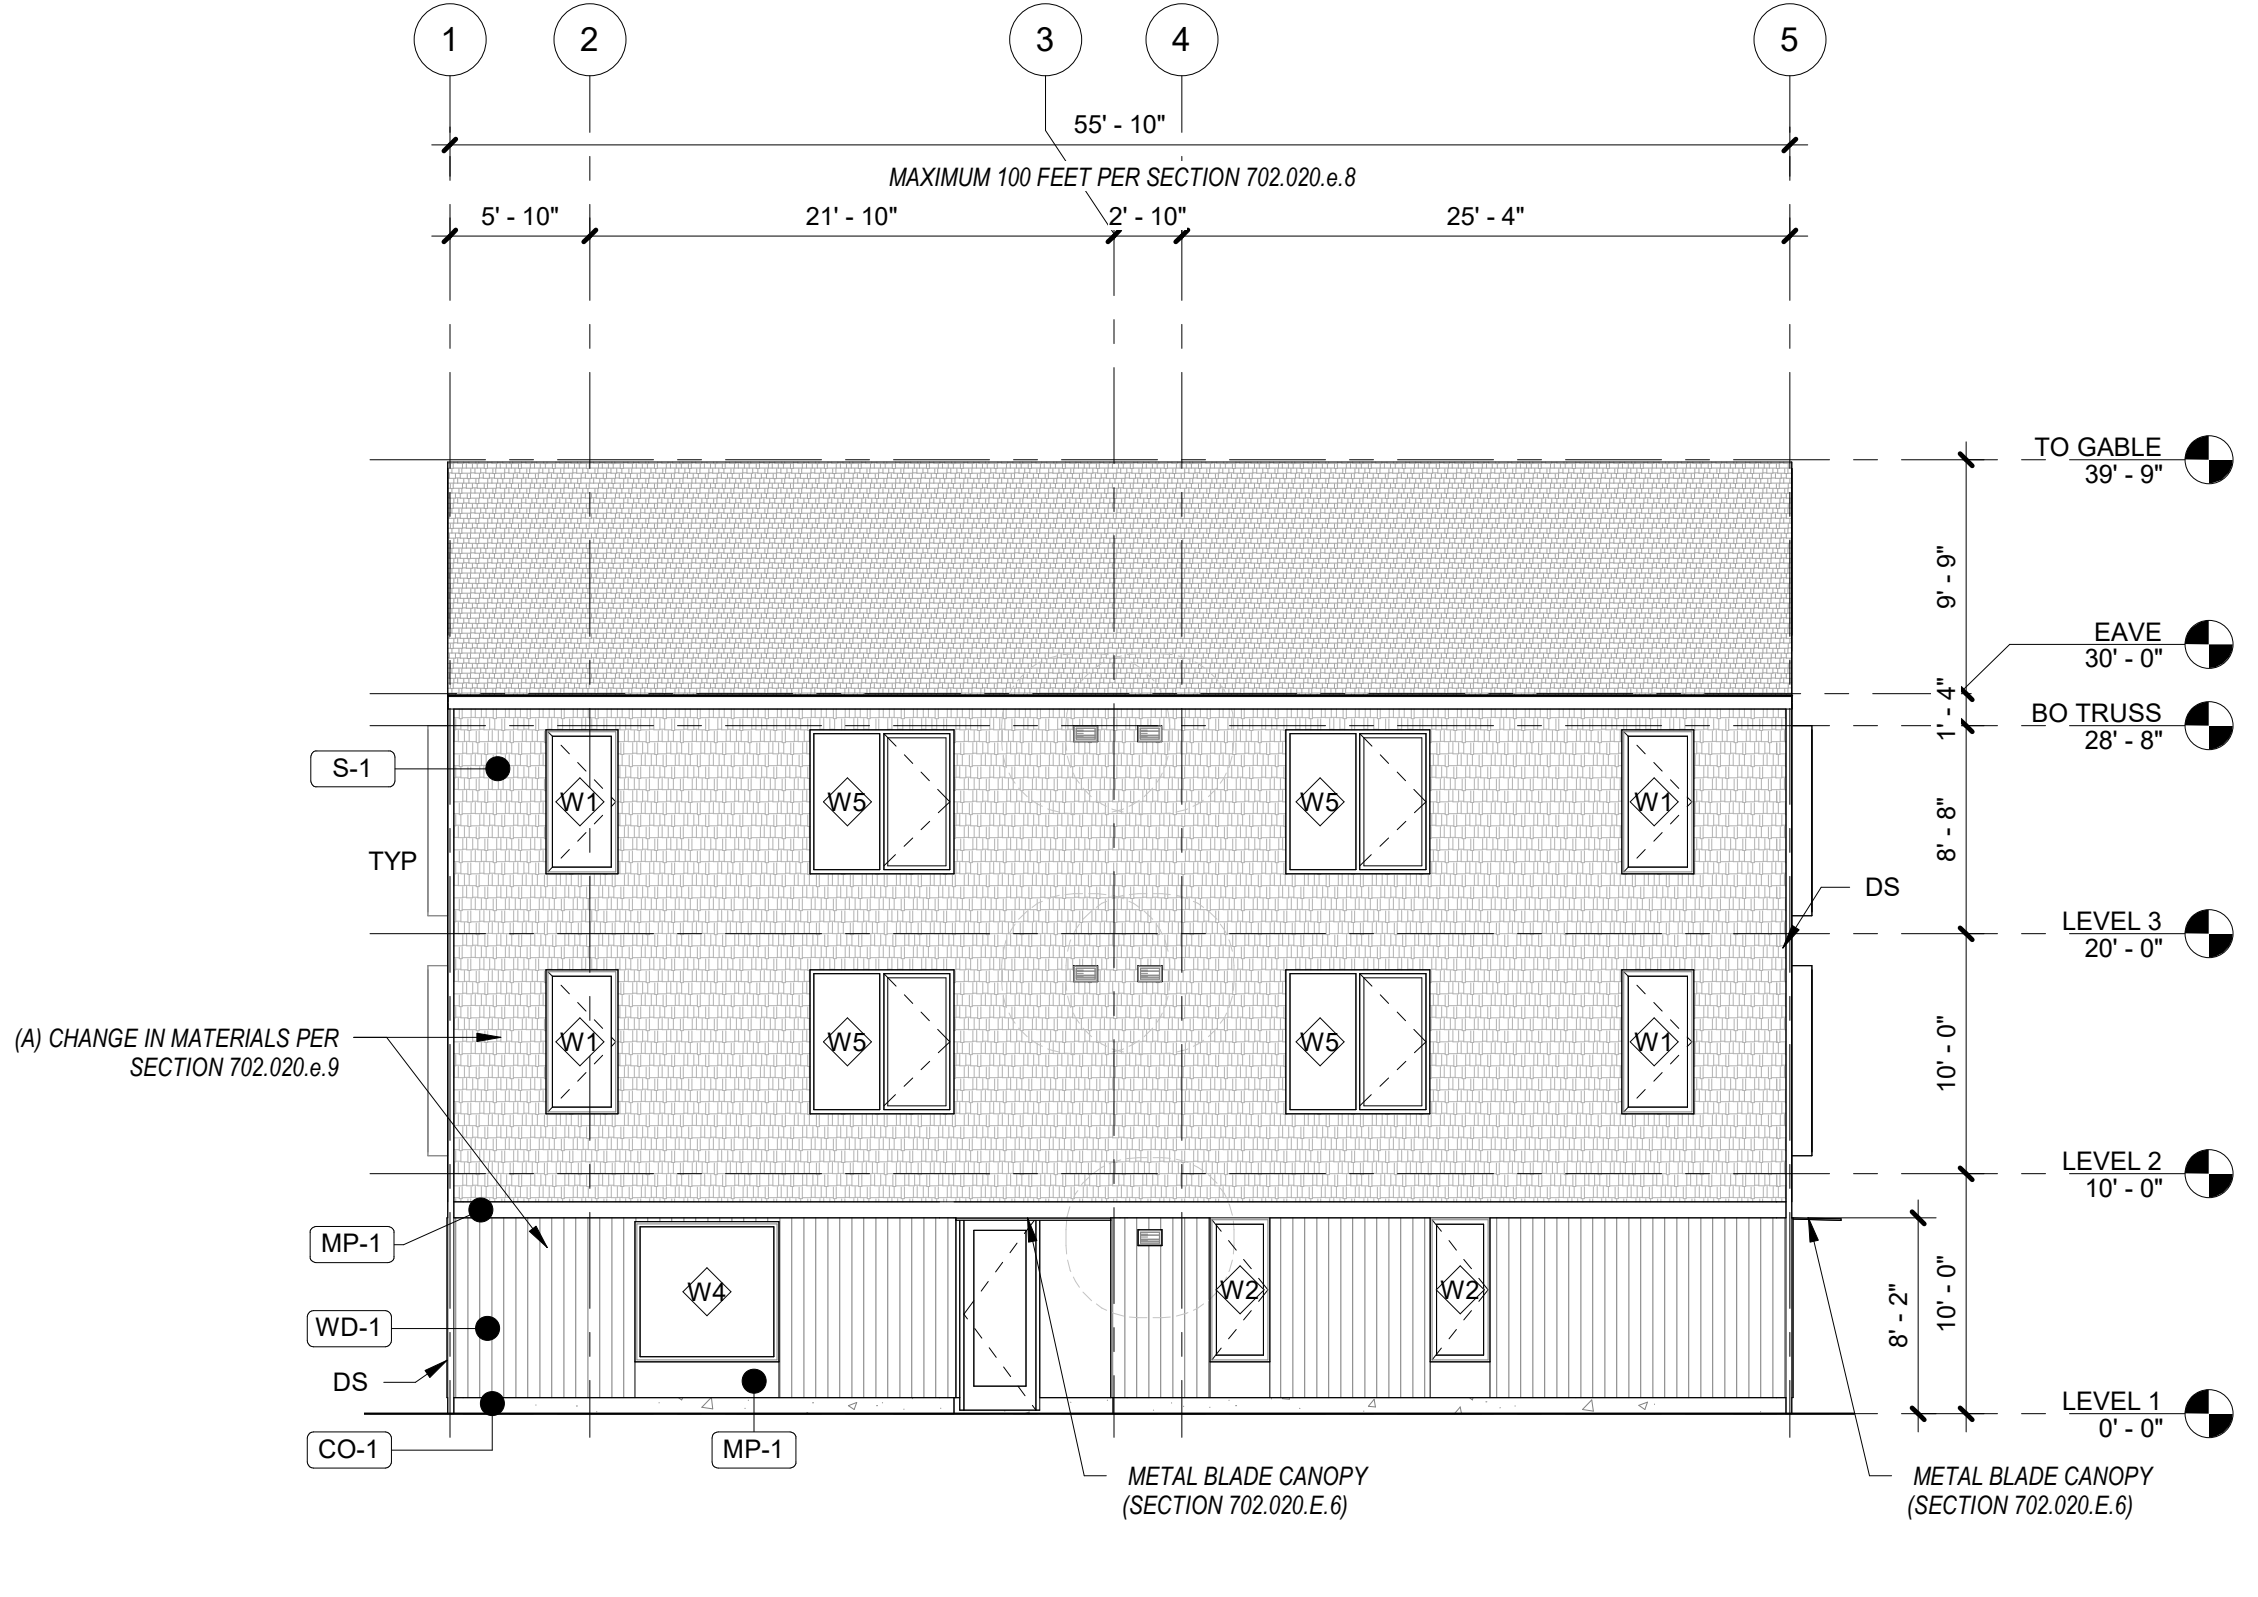 1
2
3
4
5
55' - 10"
MAXIMUM 100 FEET PER SECTION 702.020.e.8
5' - 10"
21' - 10"
2' - 10"
25' - 4"
TO GABLE
39' - 9"
9' - 9"
EAVE
30' - 0"
1' - 4"
BO TRUSS
28' - 8"
S-1
W1
W5
W5
W1
8' - 8"
TYP
DS
LEVEL 3
20' - 0"
(A) CHANGE IN MATERIALS PER
SECTION 702.020.e.9
W1
W5
W5
W1
10' - 0"
LEVEL 2
10' - 0"
MP-1
W4
W2
W2
8' - 2"
10' - 0"
WD-1
DS
LEVEL 1
0' - 0"
CO-1
MP-1
METAL BLADE CANOPY
(SECTION 702.020.E.6)
METAL BLADE CANOPY
(SECTION 702.020.E.6)